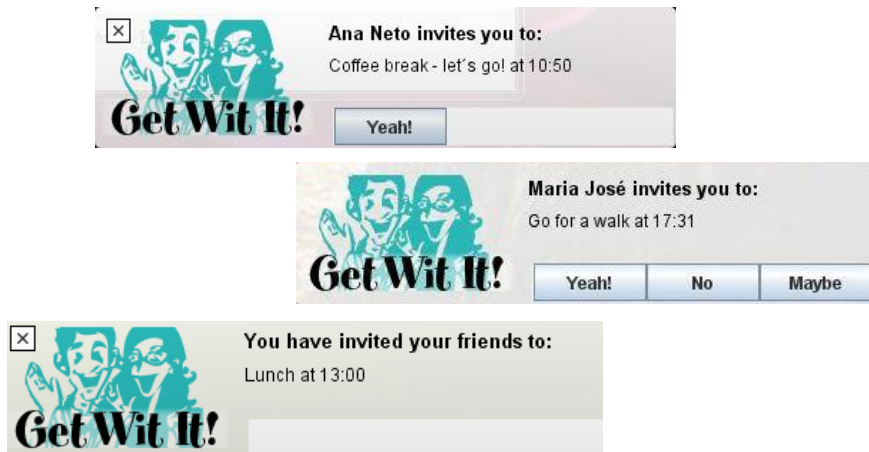 Ana Neto invites you to:
Coffee break - let´s go! at 10:50
Get Wit It!
Yeah!
Maria José invites you to:
Go for a walk at 17:31
Get Wit It!
Yeah! No Maybe
You have invited your friends to:
Lunch at 13:00
Get Wit It!